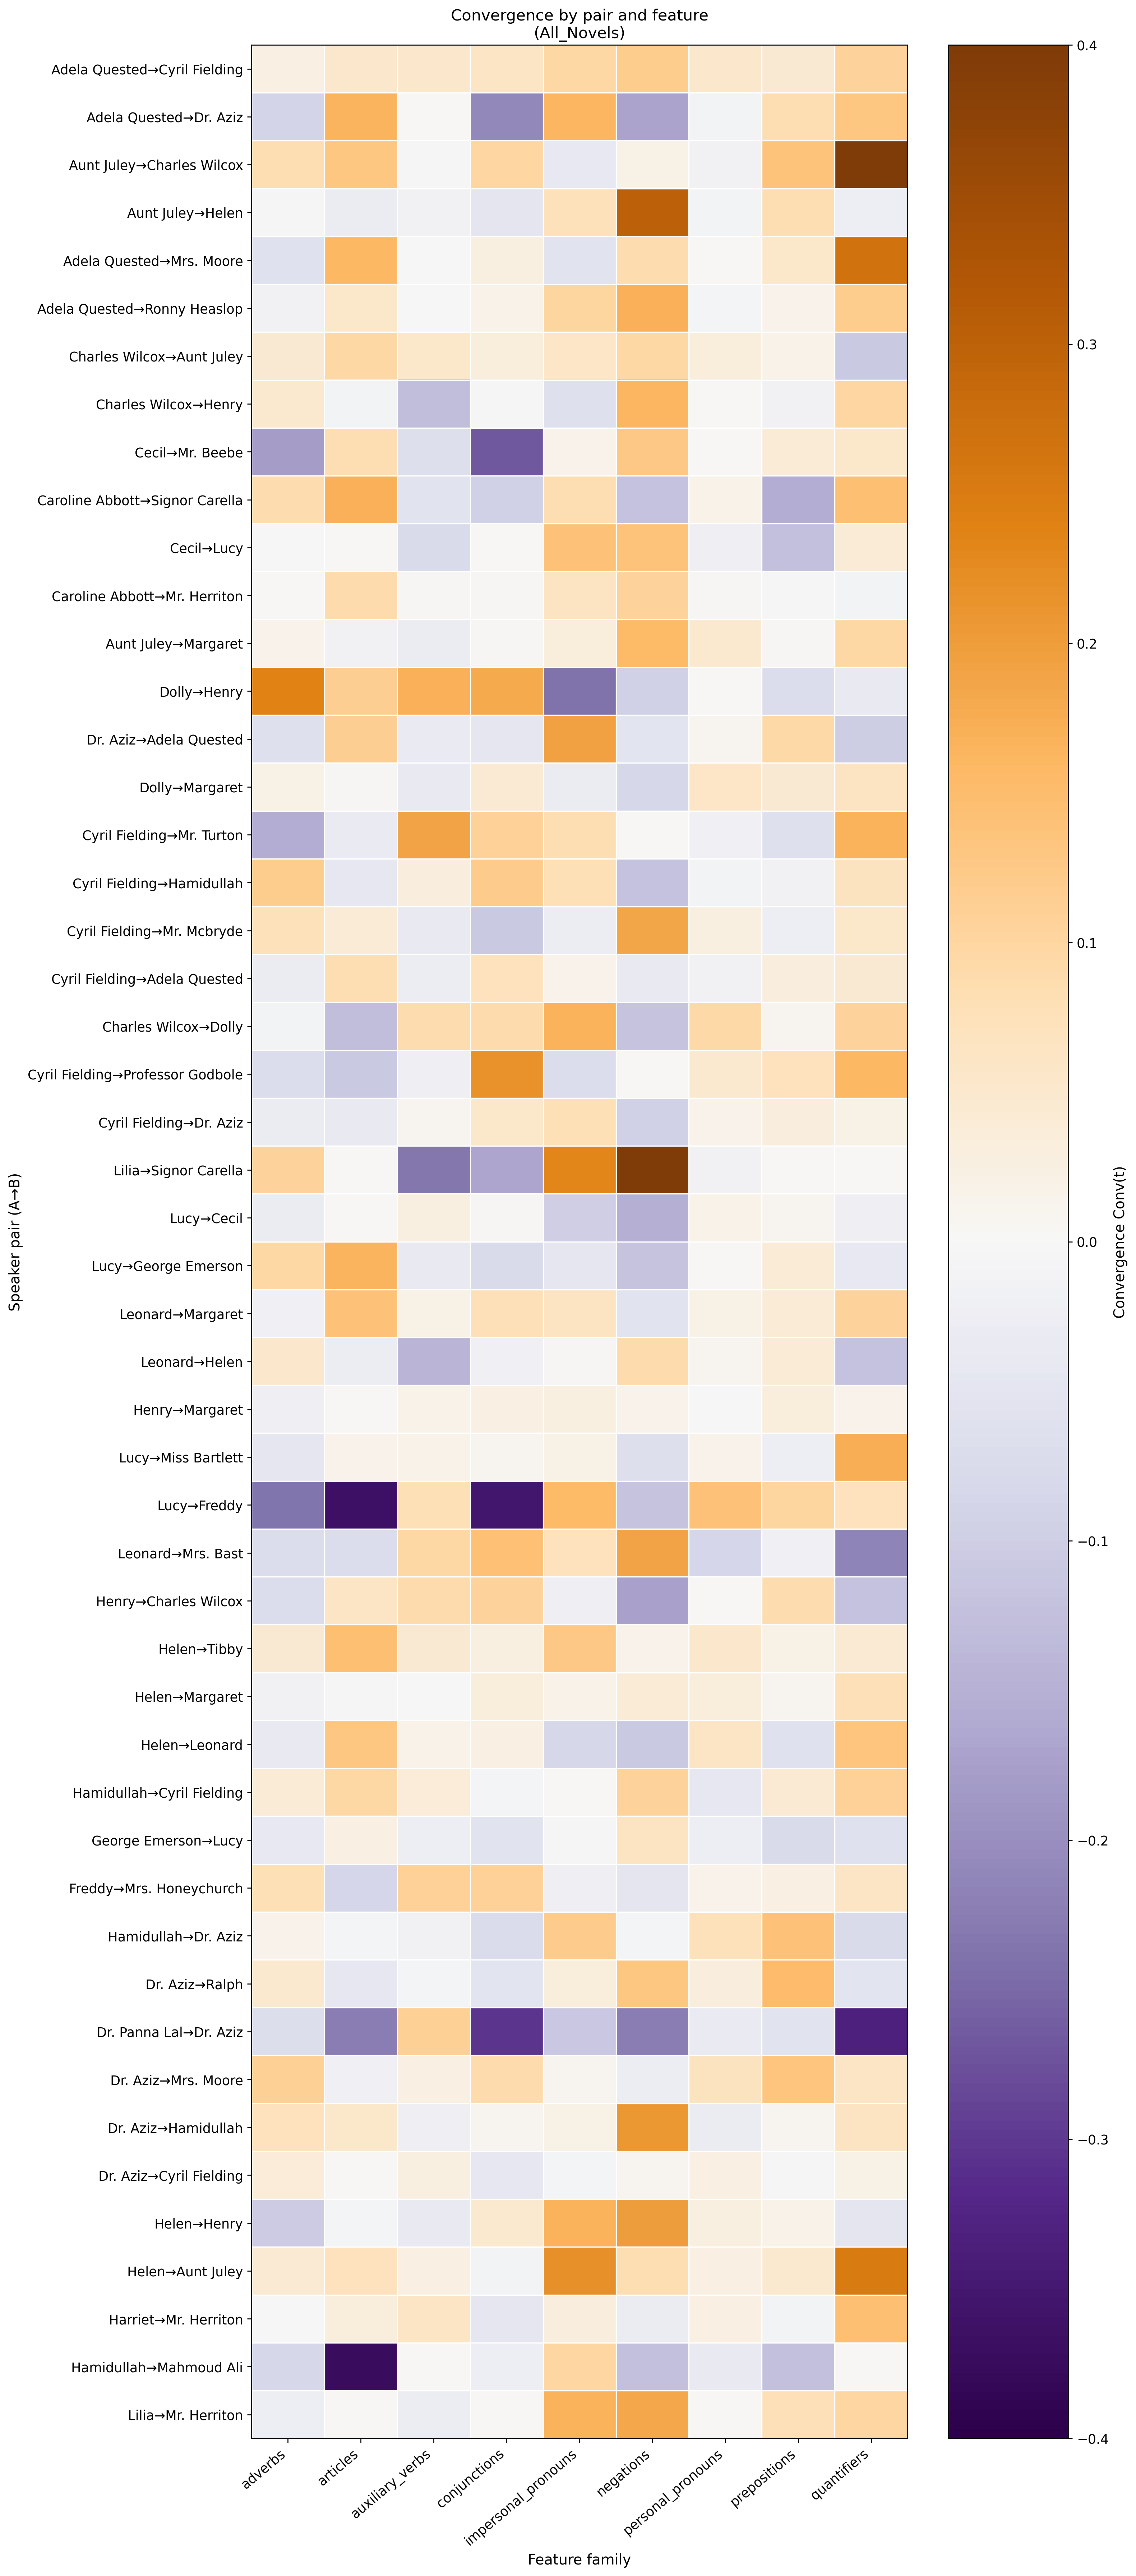 Convergence by pair and feature
(All_Novels)
Adela Quested→Cyril Fielding
Adela Quested→Dr. Aziz
Aunt Juley→Charles Wilcox
Aunt Juley→Helen
Adela Quested→Mrs. Moore
Adela Quested→Ronny Heaslop
Charles Wilcox→Aunt Juley
Charles Wilcox→Henry
Cecil→Mr. Beebe
Caroline Abbott→Signor Carella
Cecil→Lucy
Caroline Abbott→Mr. Herriton
Aunt Juley→Margaret
Dolly→Henry
Dr. Aziz→Adela Quested
Dolly→Margaret
Cyril Fielding→Mr. Turton
Cyril Fielding→Hamidullah
Cyril Fielding→Mr. Mcbryde
Cyril Fielding→Adela Quested
Charles Wilcox→Dolly
Cyril Fielding→Professor Godbole
Cyril Fielding→Dr. Aziz
Lilia→Signor Carella
Lucy→Cecil
Lucy→George Emerson
Leonard→Margaret
Leonard→Helen
Henry→Margaret
Lucy→Miss Bartlett
Lucy→Freddy
Leonard→Mrs. Bast
Henry→Charles Wilcox
Helen→Tibby
Helen→Margaret
Helen→Leonard
Hamidullah→Cyril Fielding
George Emerson→Lucy
Freddy→Mrs. Honeychurch
Hamidullah→Dr. Aziz
Dr. Aziz→Ralph
Dr. Panna Lal→Dr. Aziz
Dr. Aziz→Mrs. Moore
Dr. Aziz→Hamidullah
Dr. Aziz→Cyril Fielding
Helen→Henry
Helen→Aunt Juley
Harriet→Mr. Herriton
Hamidullah→Mahmoud Ali
Lilia→Mr. Herriton
Speaker pair (A→B)
adverbs
articles
auxiliary_verbs
conjunctions
impersonal_pronouns
negations
personal_pronouns
prepositions
quantifiers
Feature family
0.4
0.3
0.2
0.1
0.0
−0.1
−0.2
−0.3
−0.4
Convergence Conv(t)